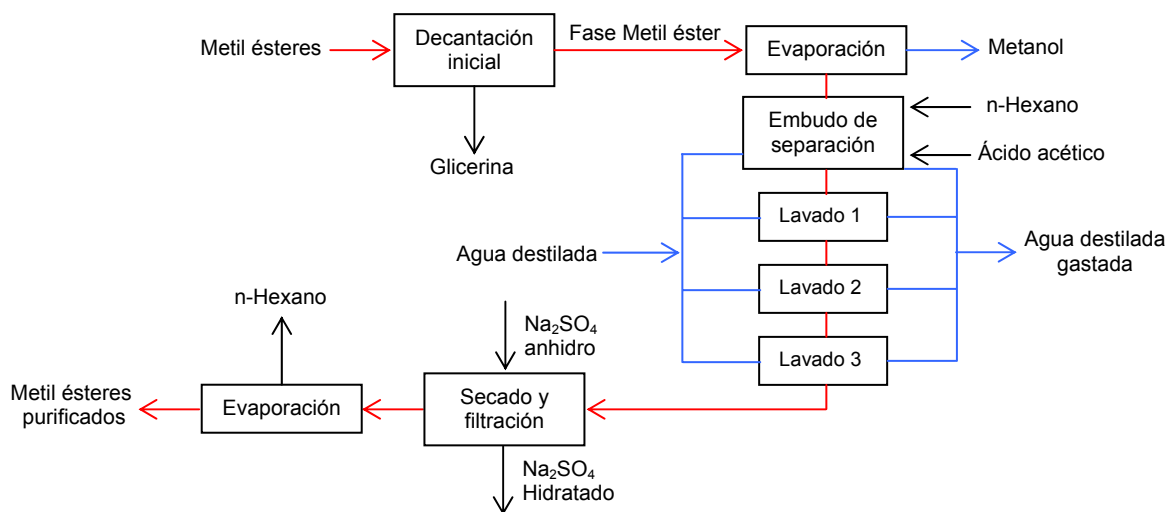 Metil ésteres
Decantación
inicial
Fase Metil éster
Evaporación
Metanol
Glicerina
Embudo de
separación
n-Hexano
Ácido acético
Lavado 1
Agua destilada
Lavado 2
Lavado 3
Agua destilada
gastada
n-Hexano
Na₂SO₄
anhidro
Metil ésteres
purificados
Evaporación
Secado y
filtración
Na₂SO₄
Hidratado